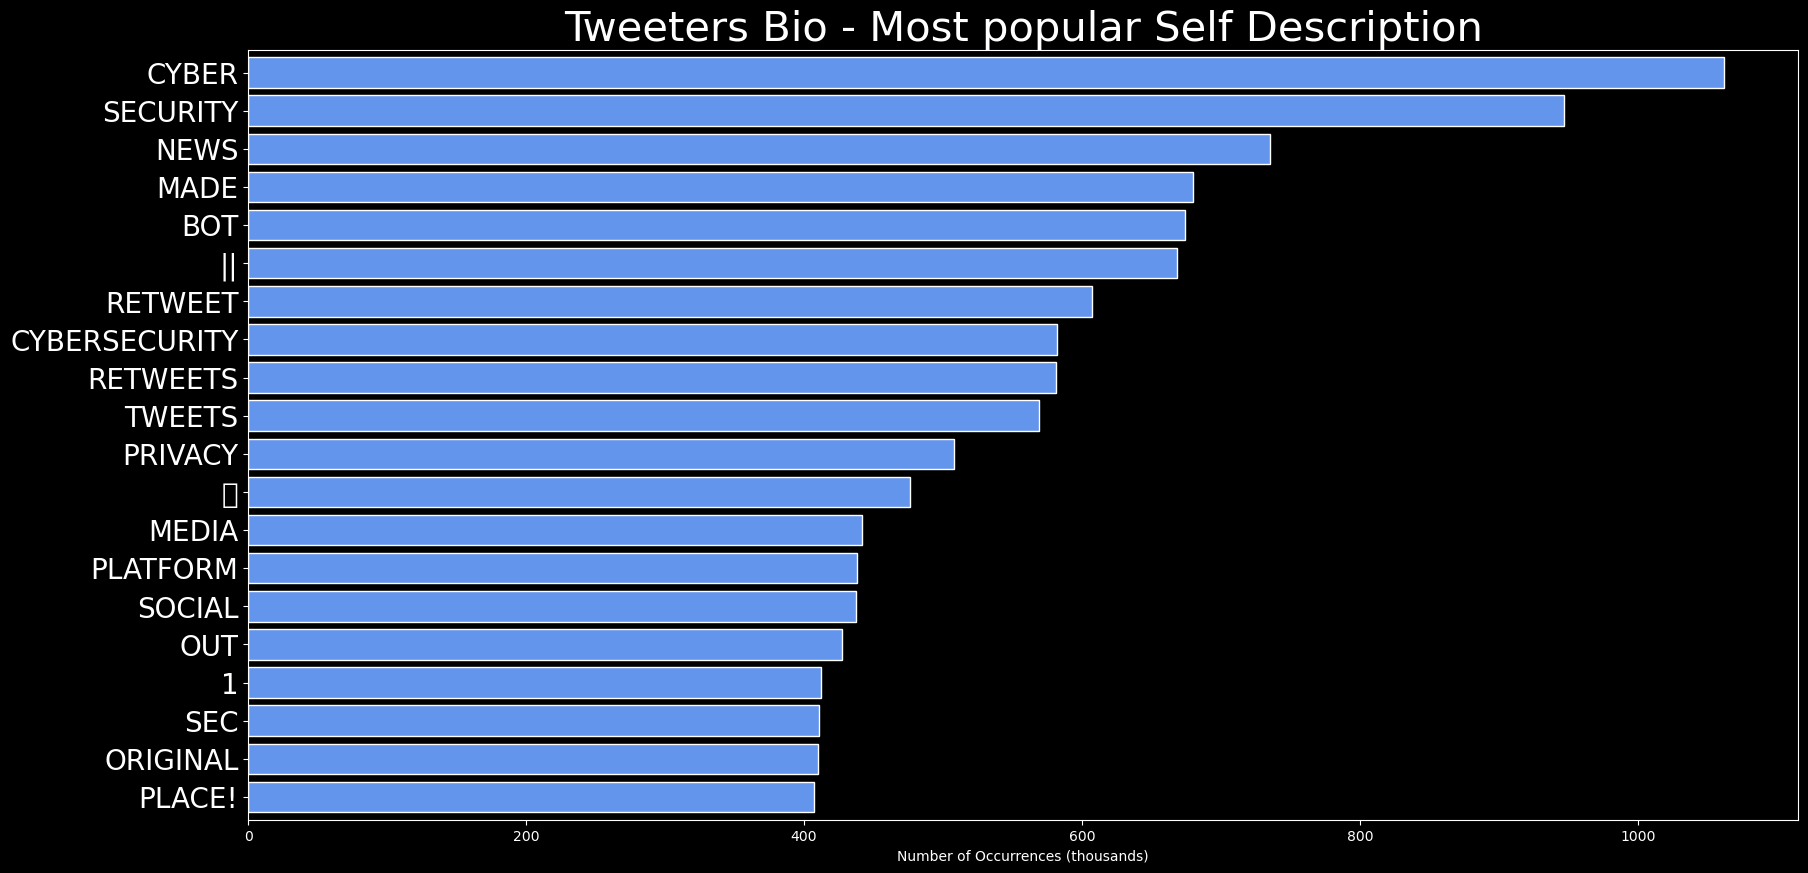 Tweeters Bio - Most popular Self Description
CYBER
SECURITY
NEWS
MADE
BOT
||
RETWEET
CYBERSECURITY
RETWEETS
TWEETS
PRIVACY
MEDIA
PLATFORM
SOCIAL
OUT
1
SEC
ORIGINAL
PLACE!
0 200 400 600 800 1000
Number of Occurrences (thousands)